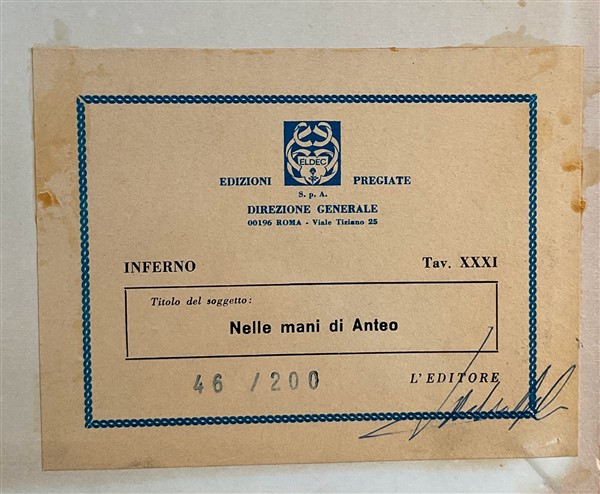 ELDEC
EDIZIONI PREGIATE
S. p. A.
DIREZIONE GENERALE
00196 ROMA - Viale Tiziano 25
INFERNO Tav. XXXI
Titolo del soggetto:
Nelle mani di Anteo
46 / 200 L'EDITORE